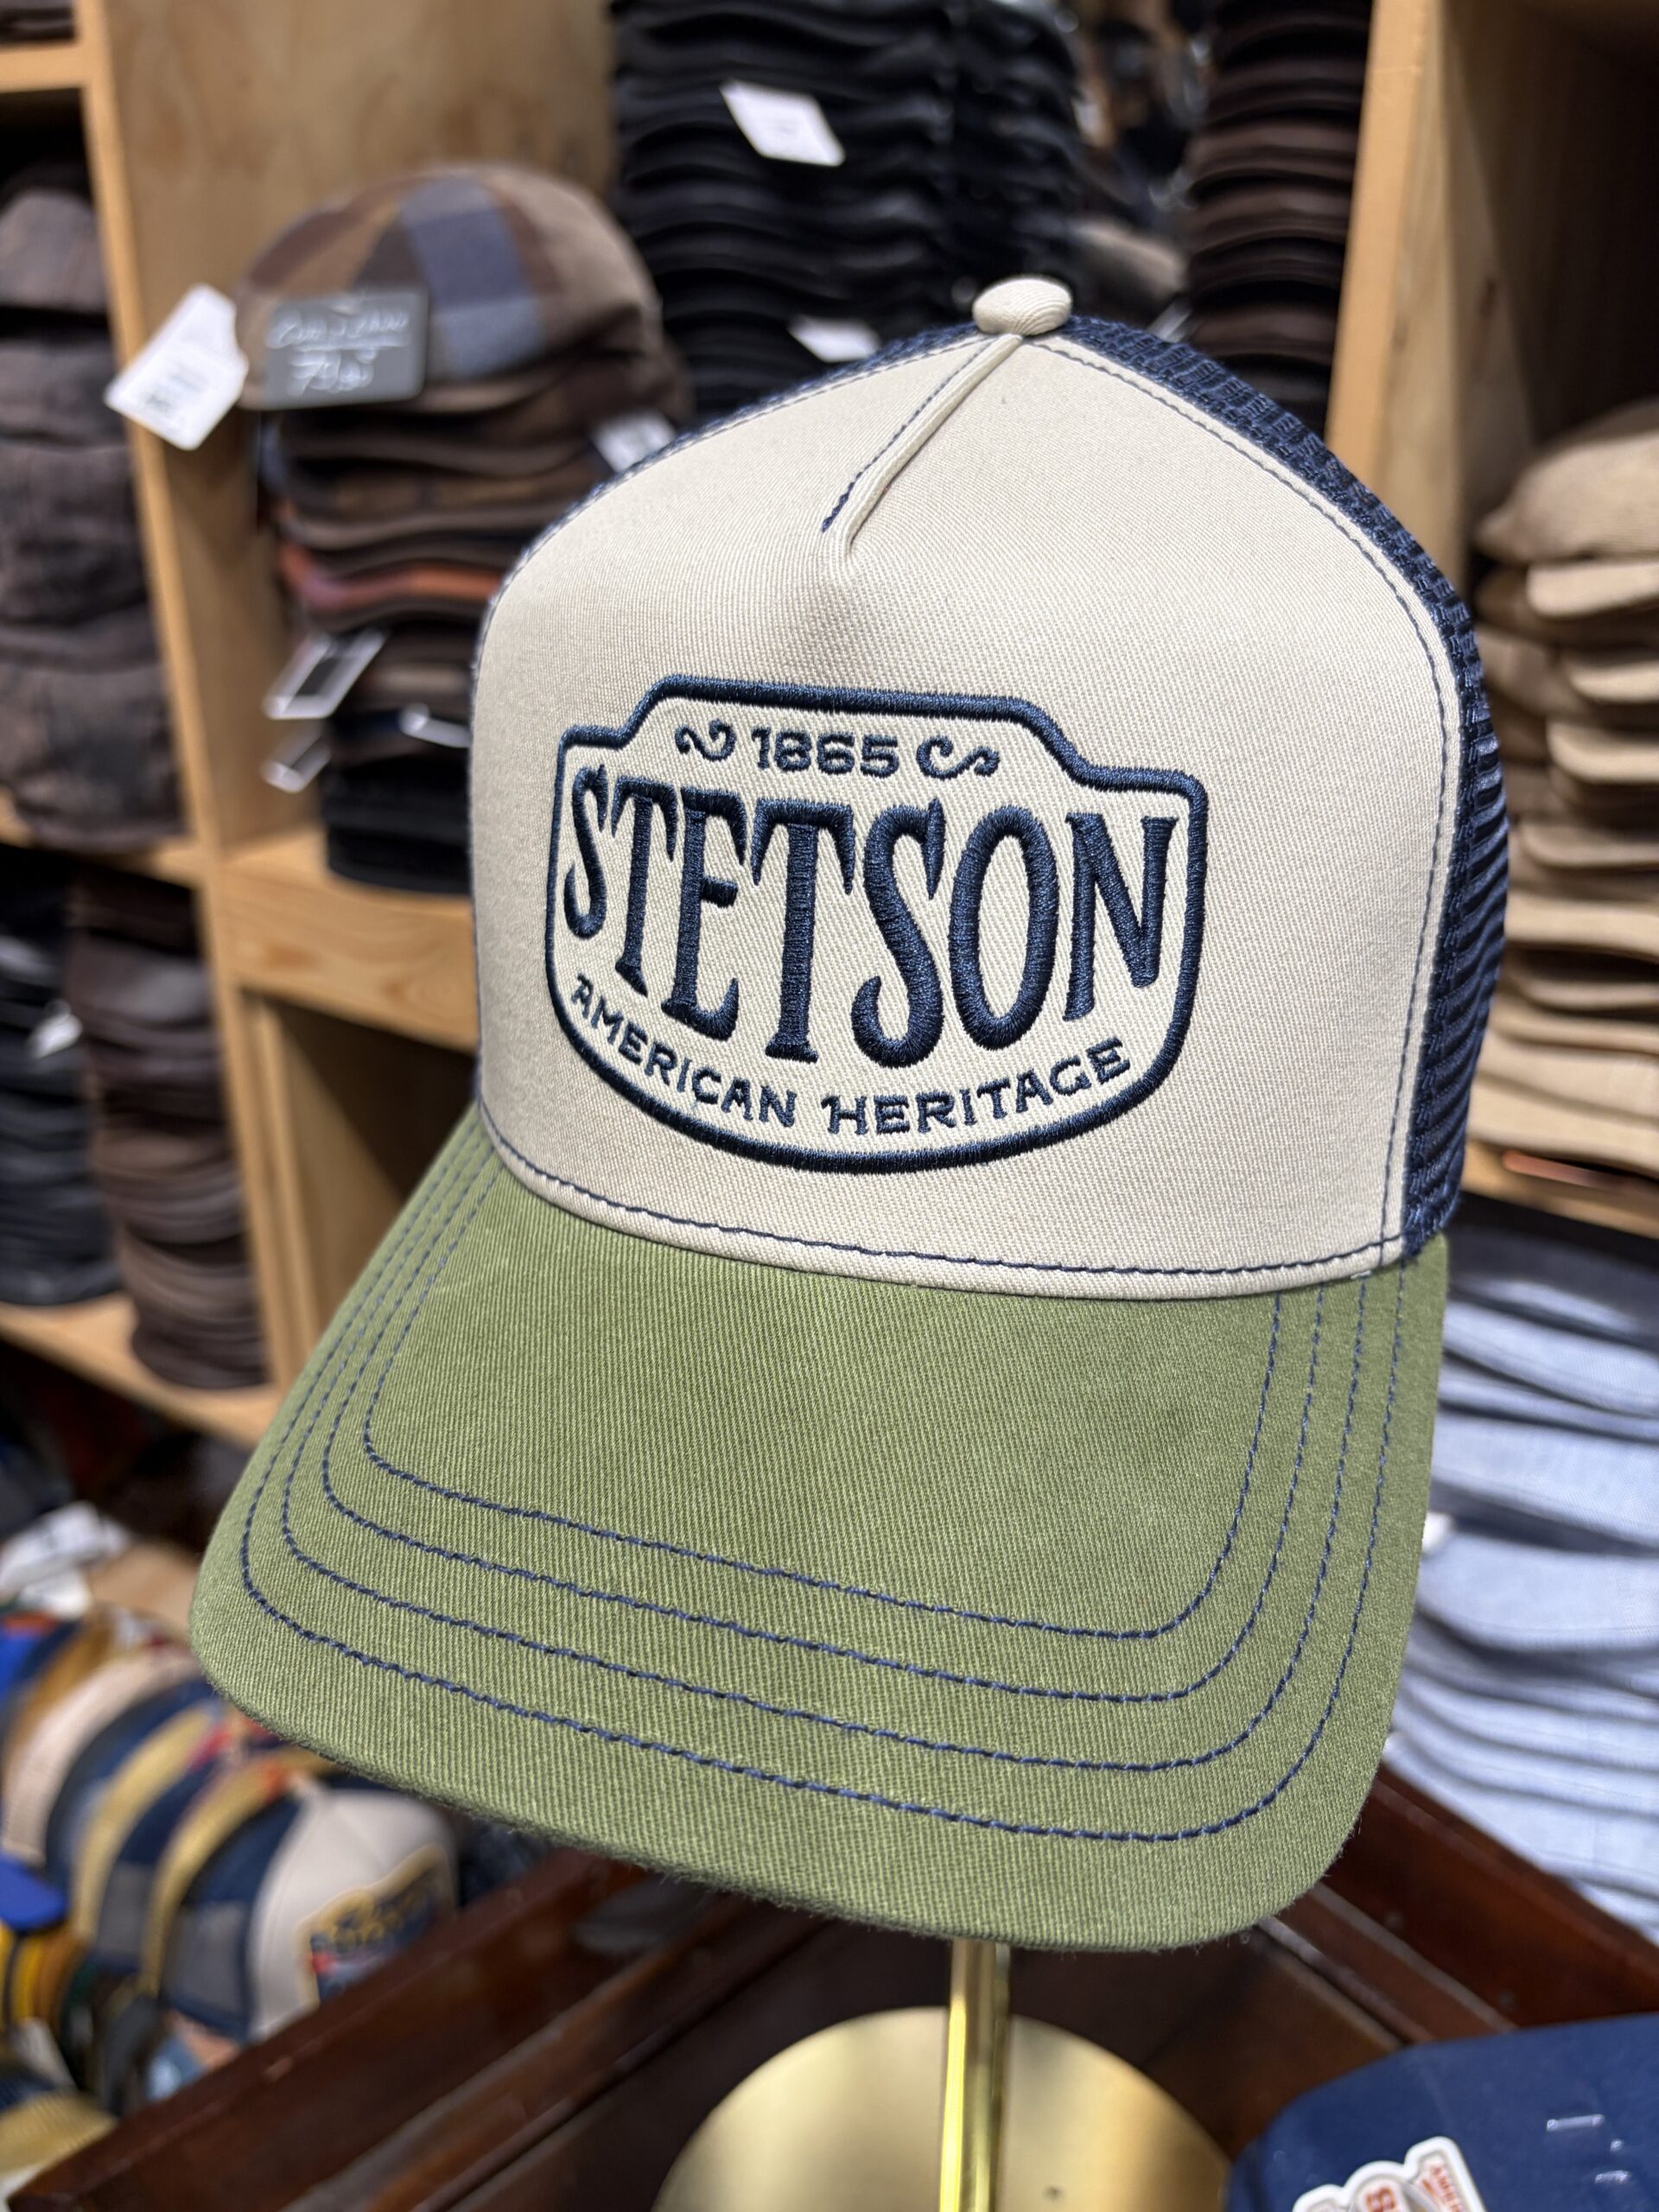 1865
STETSON
AMERICAN HERITAGE